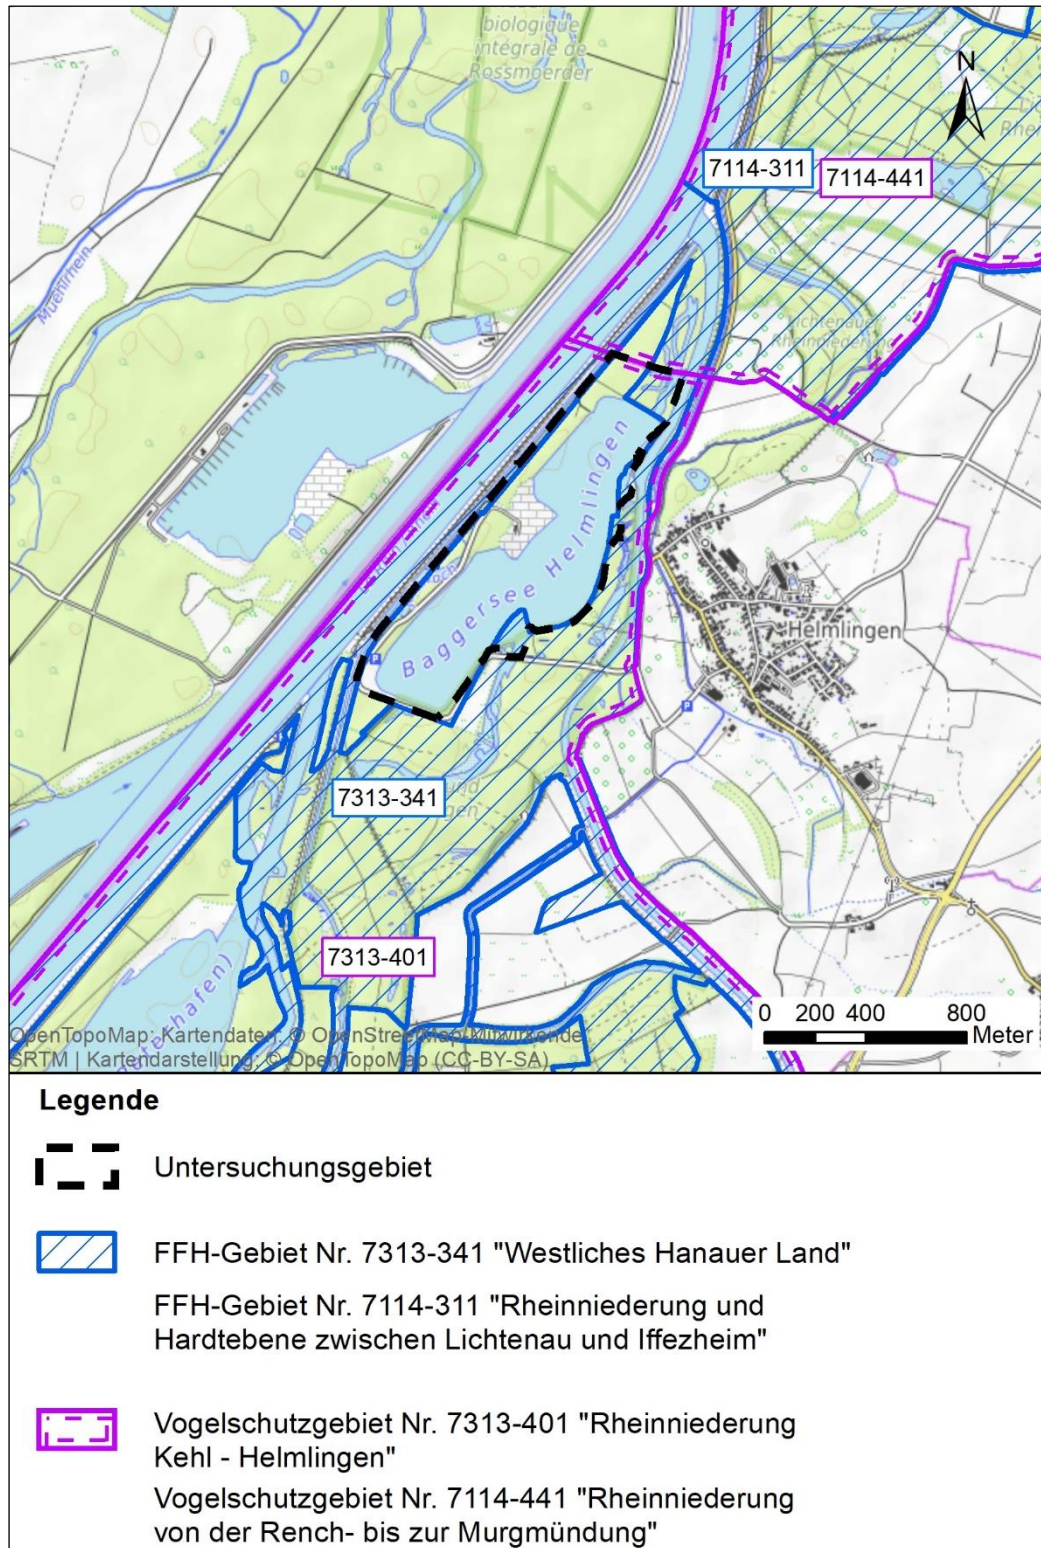 biologique
intégrale de
Rossmoerder
N
7114-311
7114-441
Muehlrhein
Lichtenauer
Rheinniederung
Baggersee Helmlingen
Helmlingen
7313-341
7313-401
0 200 400 800
Meter
OpenTopoMap: Kartendaten: © OpenStreetMap-Mitwirkende
SRTM | Kartendarstellung: © OpenTopoMap (CC-BY-SA)
Legende
Untersuchungsgebiet
FFH-Gebiet Nr. 7313-341 "Westliches Hanauer Land"
FFH-Gebiet Nr. 7114-311 "Rheinniederung und
Hardtebene zwischen Lichtenau und Iffezheim"
Vogelschutzgebiet Nr. 7313-401 "Rheinniederung
Kehl - Helmlingen"
Vogelschutzgebiet Nr. 7114-441 "Rheinniederung
von der Rench- bis zur Murgmündung"